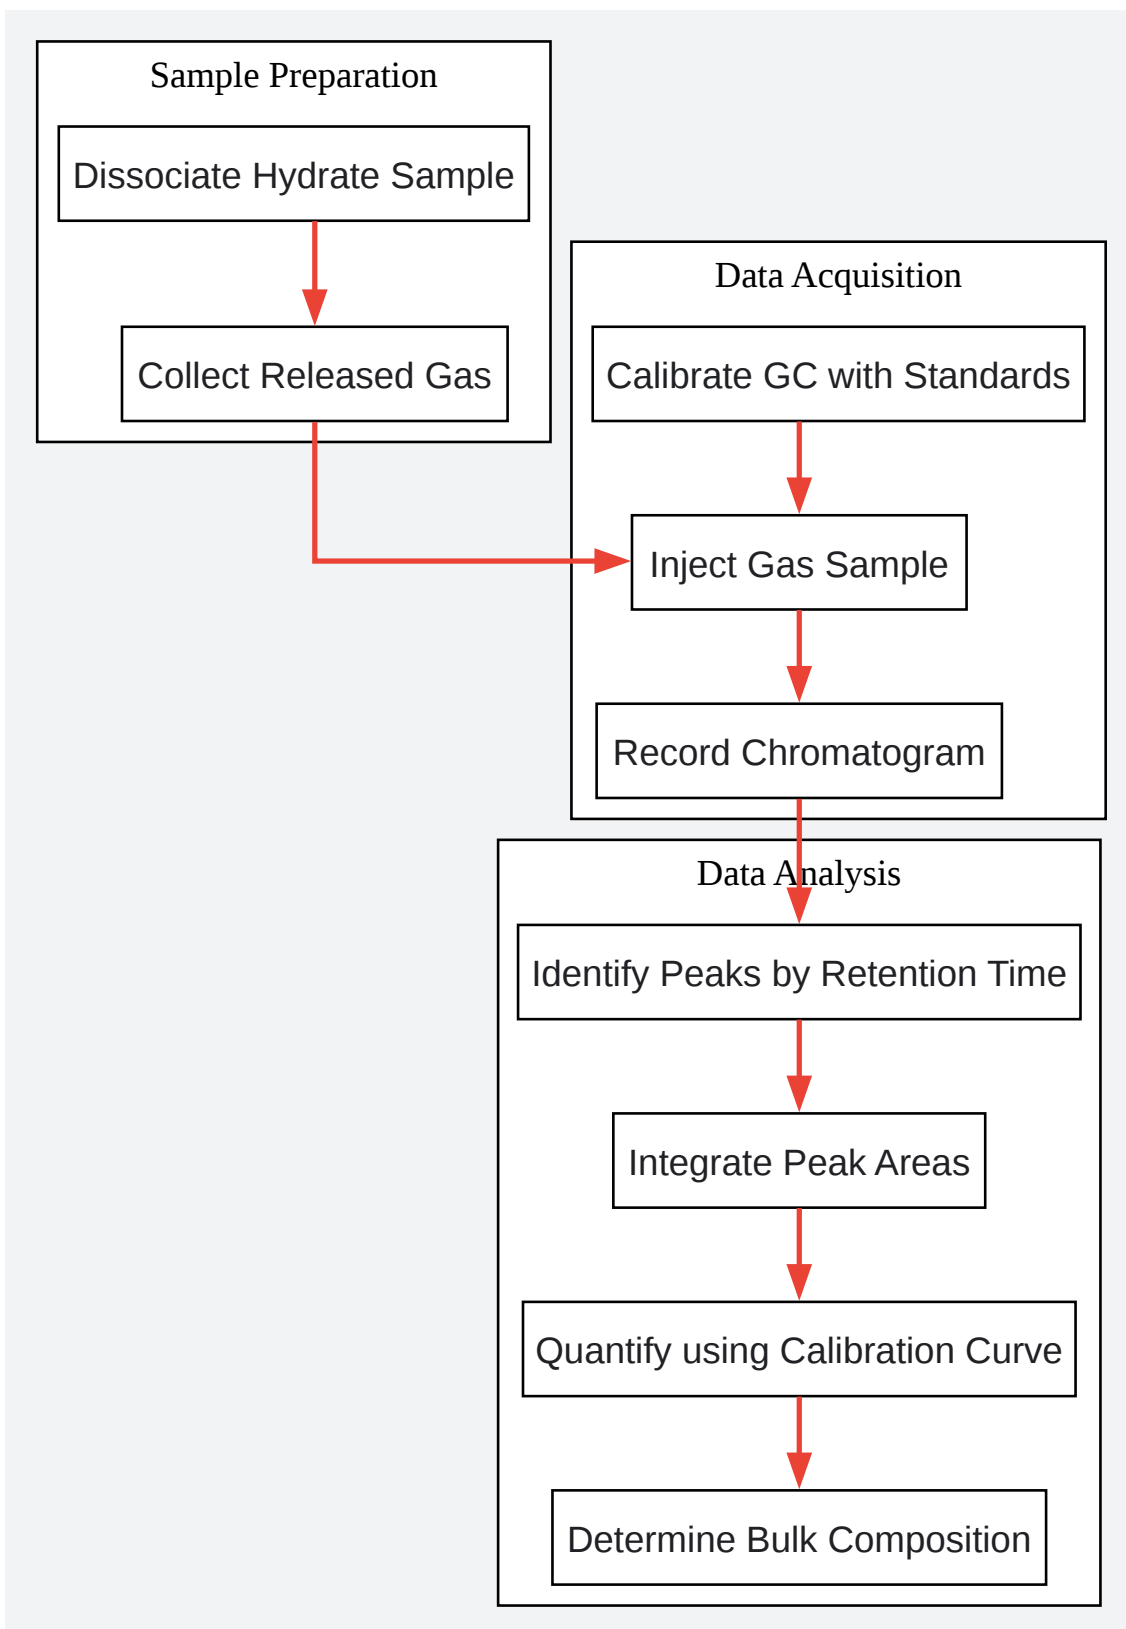 Sample Preparation
Dissociate Hydrate Sample
Collect Released Gas
Data Acquisition
Calibrate GC with Standards
Inject Gas Sample
Record Chromatogram
Data Analysis
Identify Peaks by Retention Time
Integrate Peak Areas
Quantify using Calibration Curve
Determine Bulk Composition